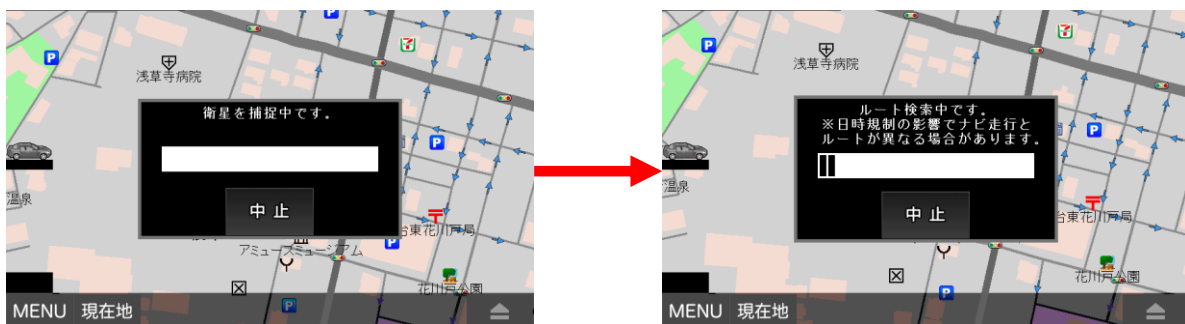 P
P
7
浅草寺病院
衛星を捕捉中です。
P
中止
温泉
〒
台東花川戸局
P
アミューズミュージアム
花川戸公園
P
MENU 現在地
P
7
浅草寺病院
ルート検索中です。
※日時規制の影響でナビ走行と
ルートが異なる場合があります。
P
中止
温泉
〒
台東花川戸局
花川戸公園
P
MENU 現在地